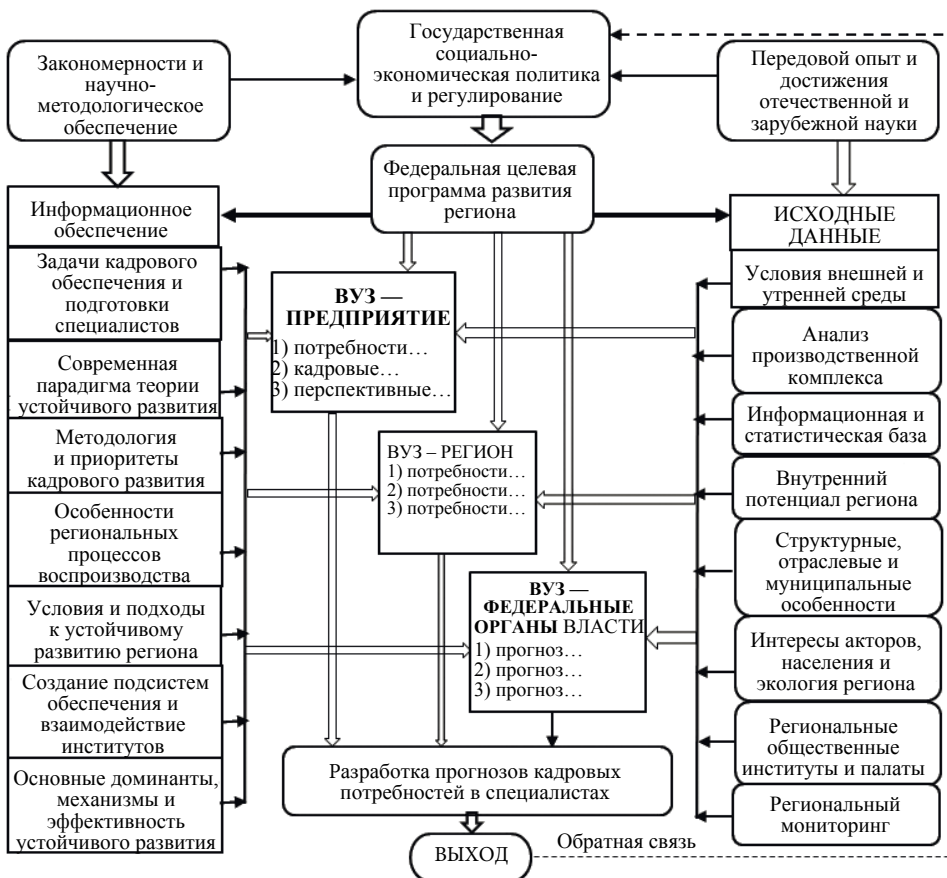 Государственная
социально-
экономическая политика
и регулирование
Закономерности и
научно-
методологическое
обеспечение
Передовой опыт и
достижения
отечественной и
зарубежной науки
Федеральная целевая
программа развития
региона
Информационное
обеспечение
Задачи кадрового
обеспечения и
подготовки
специалистов
Современная
парадигма теории
устойчивого развития
Методология
и приоритеты
кадрового развития
Особенности
региональных
процессов
воспроизводства
Условия и подходы
к устойчивому
развитию региона
Создание подсистем
обеспечения и
взаимодействие
институтов
Основные доминанты,
механизмы и
эффективность
устойчивого развития
ВУЗ —
ПРЕДПРИЯТИЕ
1) потребности…
2) кадровые…
3) перспективные…
ВУЗ – РЕГИОН
1) потребности…
2) потребности…
3) потребности…
ВУЗ —
ФЕДЕРАЛЬНЫЕ
ОРГАНЫ ВЛАСТИ
1) прогноз…
2) прогноз…
3) прогноз…
ИСХОДНЫЕ
ДАННЫЕ
Условия внешней и
утренней среды
Анализ
производственной
комплекса
Информационная и
статистическая база
Внутренний
потенциал региона
Структурные,
отраслевые и
муниципальные
особенности
Интересы акторов,
населения и
экология региона
Региональные
общественные
институты и палаты
Региональный
мониторинг
Разработка прогнозов кадровых
потребностей в специалистах
ВЫХОД
Обратная связь